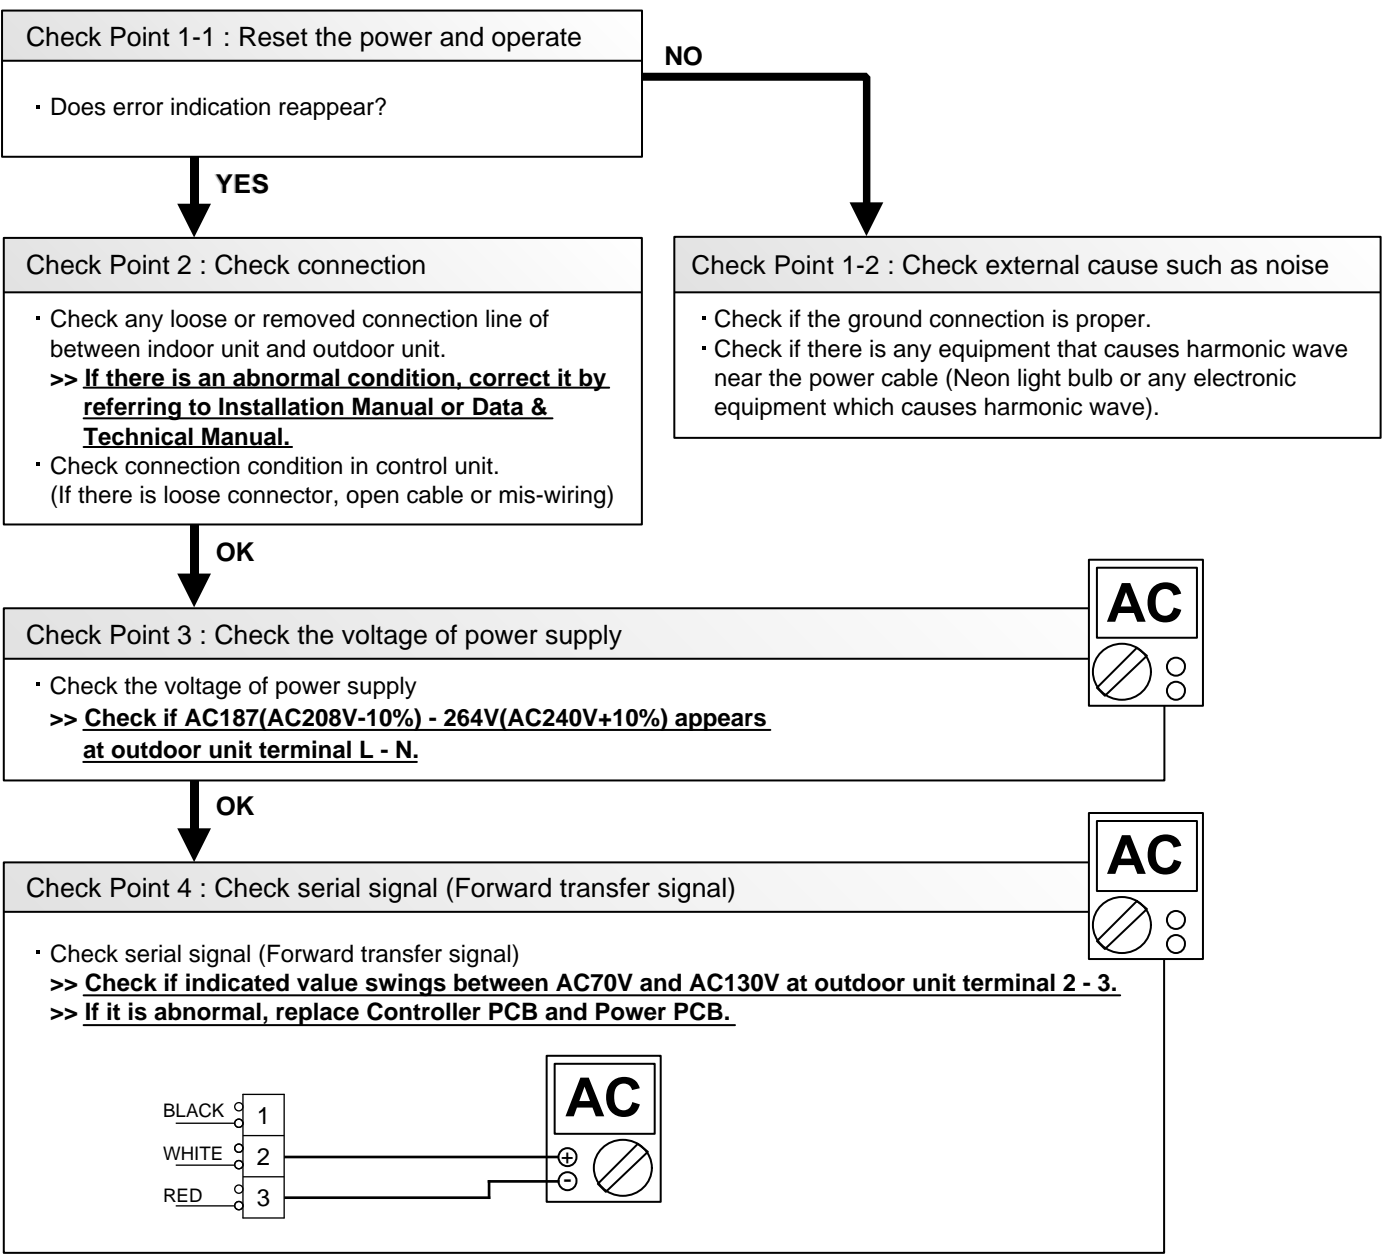 Check Point 1-1 : Reset the power and operate
NO
· Does error indication reappear?
YES
Check Point 2 : Check connection
Check Point 1-2 : Check external cause such as noise
· Check any loose or removed connection line of
between indoor unit and outdoor unit.
>> If there is an abnormal condition, correct it by
referring to Installation Manual or Data &
Technical Manual.
· Check connection condition in control unit.
(If there is loose connector, open cable or mis-wiring)
· Check if the ground connection is proper.
· Check if there is any equipment that causes harmonic wave
near the power cable (Neon light bulb or any electronic
equipment which causes harmonic wave).
OK
AC
Check Point 3 : Check the voltage of power supply
· Check the voltage of power supply
>> Check if AC187(AC208V-10%) - 264V(AC240V+10%) appears
at outdoor unit terminal L - N.
OK
AC
Check Point 4 : Check serial signal (Forward transfer signal)
· Check serial signal (Forward transfer signal)
>> Check if indicated value swings between AC70V and AC130V at outdoor unit terminal 2 - 3.
>> If it is abnormal, replace Controller PCB and Power PCB.
AC
BLACK 1
WHITE 2 +
RED 3 -